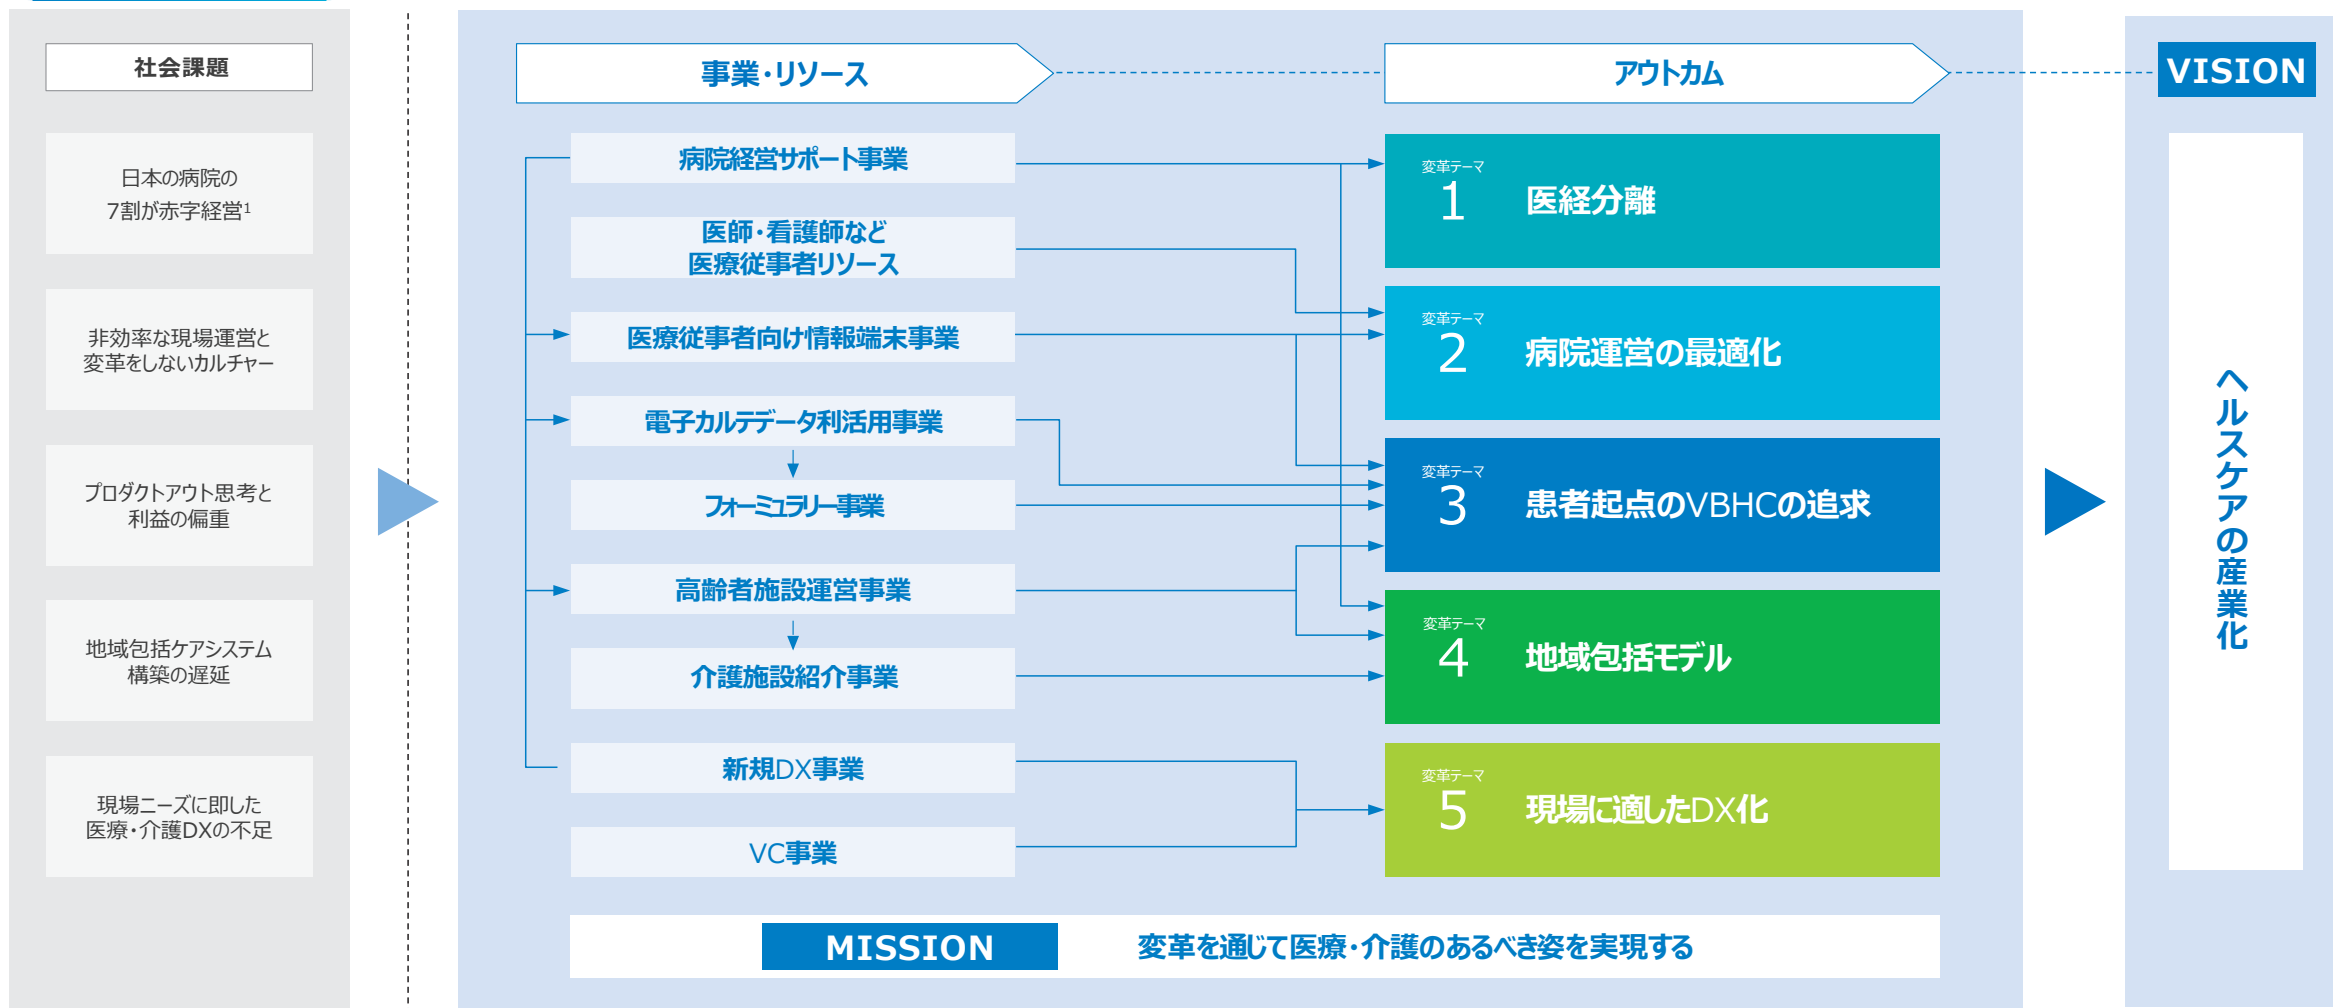 社会課題
日本の病院の
7割が赤字経営1
非効率な現場運営と
変革をしないカルチャー
プロダクトアウト思考と
利益の偏重
地域包括ケアシステム
構築の遅延
現場ニーズに即した
医療・介護DXの不足
事業・リソース
病院経営サポート事業
医師・看護師など
医療従事者リソース
医療従事者向け情報端末事業
電子カルテデータ利活用事業
フォーミュラリー事業
高齢者施設運営事業
介護施設紹介事業
新規DX事業
VC事業
アウトカム
変革テーマ
1 医経分離
変革テーマ
2 病院運営の最適化
変革テーマ
3 患者起点のVBHCの追求
変革テーマ
4 地域包括モデル
変革テーマ
5 現場に適したDX化
MISSION 変革を通じて医療・介護のあるべき姿を実現する
VISION
ヘルスケアの産業化